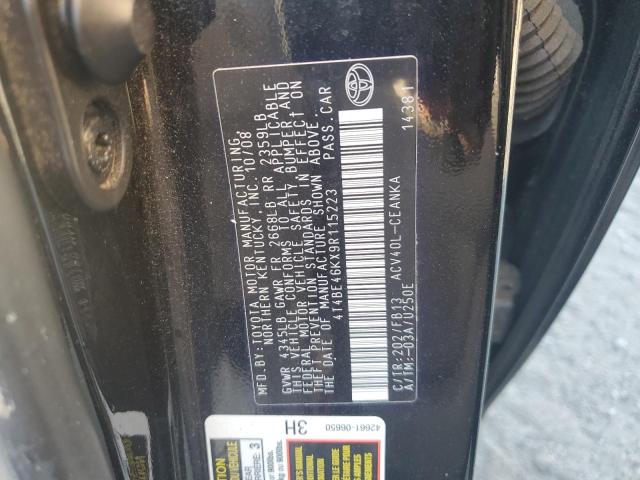 MFD.BY:TOYOTA MOTOR MANUFACTURING,
NORTHERN KENTUCKY, INC. 10/08
GVWR 4345LB GAWR FR 2668LB RR 2359LB
THIS VEHICLE CONFORMS TO ALL APPLICABLE
FEDERAL MOTOR VEHICLE SAFETY, BUMPER AND
THEFT PREVENTION STANDARDS IN EFFECT ON
THE DATE OF MANUFACTURE SHOWN ABOVE.
4T4BE46KX9R115223 PASS.CAR
C/TR:202/FB13 ACV40L-CEANKA 14381
A/TM:-03A/U250E
3H 42661-06650